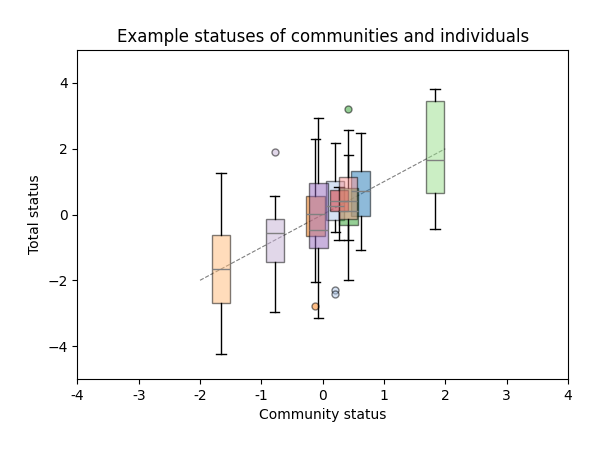 Example statuses of communities and individuals
4
2
0
−2
−4
Total status
-4 -3 -2 -1 0 1 2 3 4
Community status